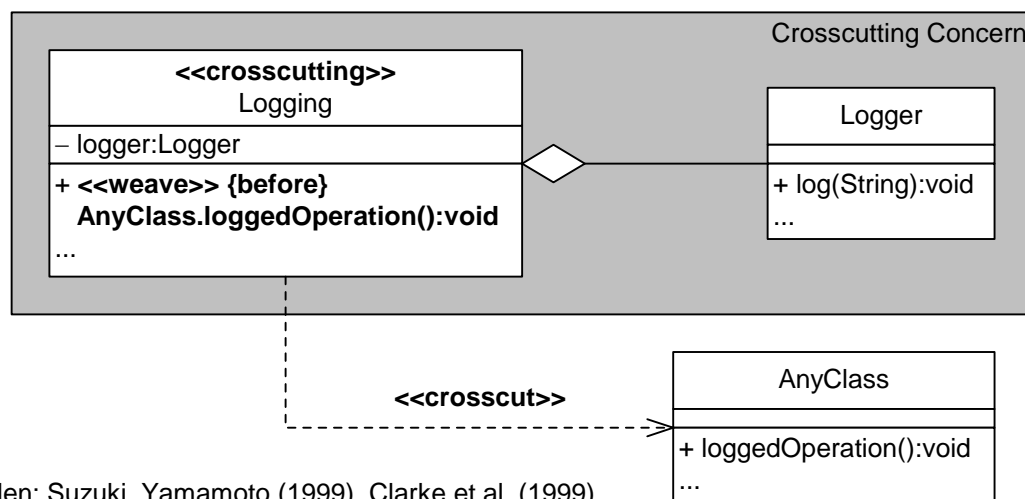 Crosscutting Concern
<<crosscutting>>
Logging
– logger:Logger
+ <<weave>> {before}
AnyClass.loggedOperation():void
...
Logger
+ log(String):void
...
<<crosscut>>
AnyClass
+ loggedOperation():void
...
Suzuki, Yamamoto (1999), Clarke et al. (1999)